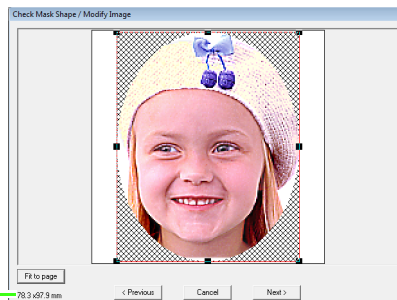 Check Mask Shape / Modify Image
Fit to page
78.3 x97.9 mm
< Previous
Cancel
Next >